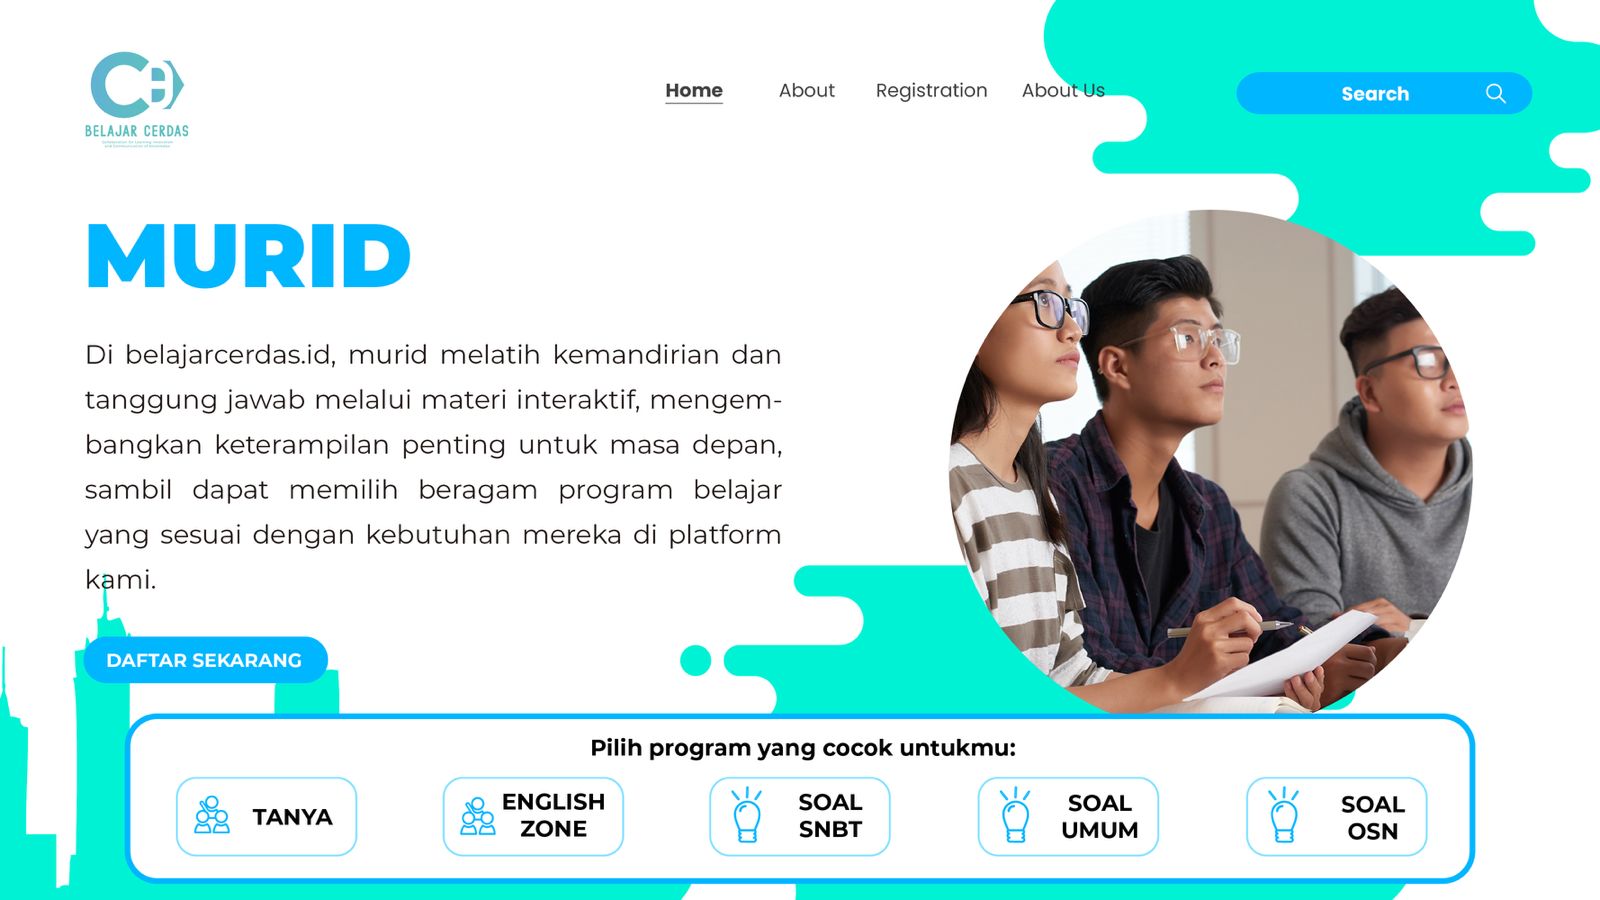 BELAJAR CERDAS
Home About Registration About Us Search
MURID
Di belajarcerdas.id, murid melatih kemandirian dan
tanggung jawab melalui materi interaktif, mengem-
bangkan keterampilan penting untuk masa depan,
sambil dapat memilih beragam program belajar
yang sesuai dengan kebutuhan mereka di platform
kami.
DAFTAR SEKARANG
Pilih program yang cocok untukmu:
TANYA
ENGLISH
ZONE
SOAL
SNBT
SOAL
UMUM
SOAL
OSN